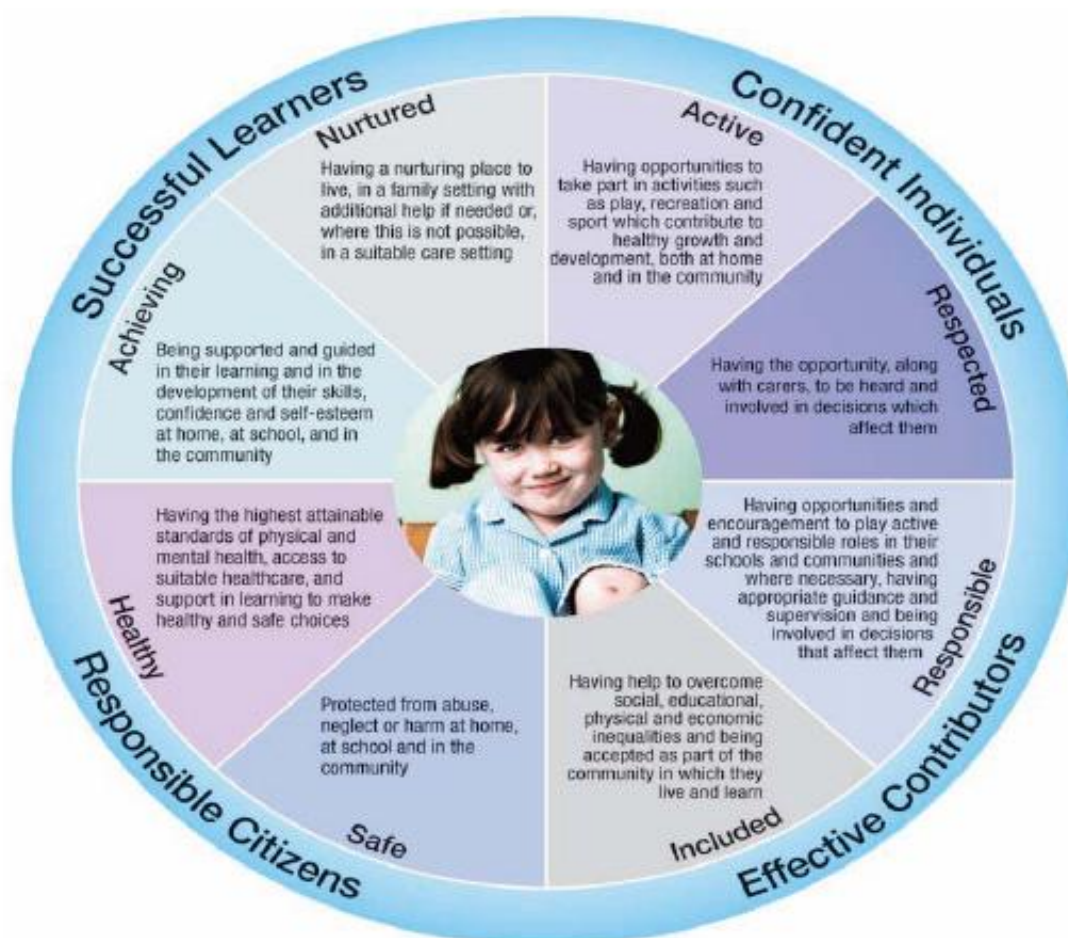 Successful Learners
Confident Individuals
Nurtured
Having a nurturing place to
live, in a family setting with
additional help if needed or,
where this is not possible,
in a suitable care setting
Active
Having opportunities to
take part in activities such
as play, recreation and
sport which contribute to
healthy growth and
development, both at home
and in the community
Achieving
Being supported and guided
in their learning and in the
development of their skills,
confidence and self-esteem
at home, at school, and in
the community
Respected
Having the opportunity, along
with carers, to be heard and
involved in decisions which
affect them
Healthy
Having the highest attainable
standards of physical and
mental health, access to
suitable healthcare, and
support in learning to make
healthy and safe choices
Responsible
Having opportunities and
encouragement to play active
and responsible roles in their
schools and communities and
where necessary, having
appropriate guidance and
supervision and being
involved in decisions
that affect them
Safe
Protected from abuse,
neglect or harm at home,
at school and in the
community
Included
Having help to overcome
social, educational,
physical and economic
inequalities and being
accepted as part of the
community in which they
live and learn
Responsible Citizens
Effective Contributors